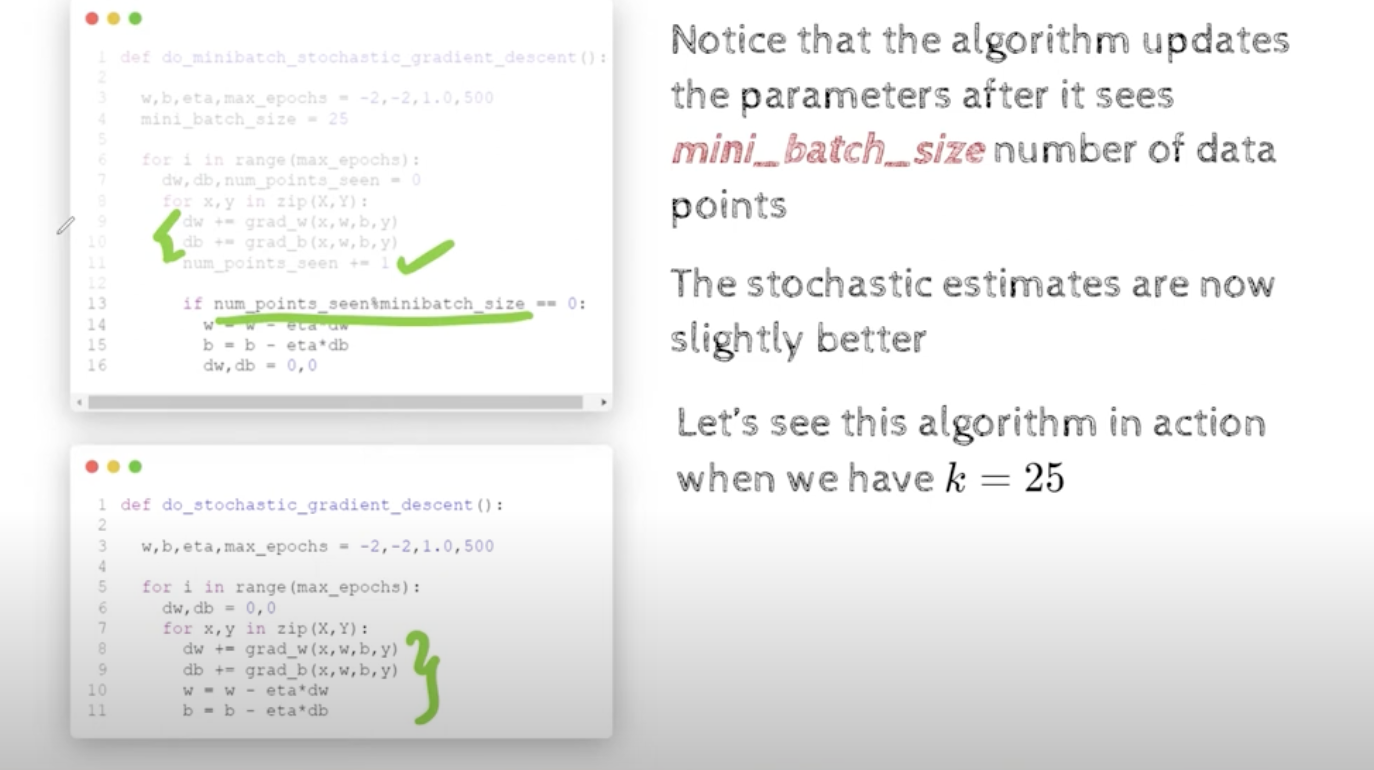 1 def do_minibatch_stochastic_gradient_descent():
2
3 w,b,eta,max_epochs = -2,-2,1.0,500
4 mini_batch_size = 25
5
6 for i in range(max_epochs):
7 dw,db,num_points_seen = 0
8 for x,y in zip(X,Y):
9 dw += grad_w(x,w,b,y)
10 db += grad_b(x,w,b,y)
11 num_points_seen += 1
12
13 if num_points_seen%minibatch_size == 0:
14 w = w - eta*dw
15 b = b - eta*db
16 dw,db = 0,0
1 def do_stochastic_gradient_descent():
2
3 w,b,eta,max_epochs = -2,-2,1.0,500
4
5 for i in range(max_epochs):
6 dw,db = 0,0
7 for x,y in zip(X,Y):
8 dw += grad_w(x,w,b,y)
9 db += grad_b(x,w,b,y)
10 w = w - eta*dw
11 b = b - eta*db
Notice that the algorithm updates
the parameters after it sees
mini_batch_size number of data
points
The stochastic estimates are now
slightly better
Let's see this algorithm in action
when we have k = 25